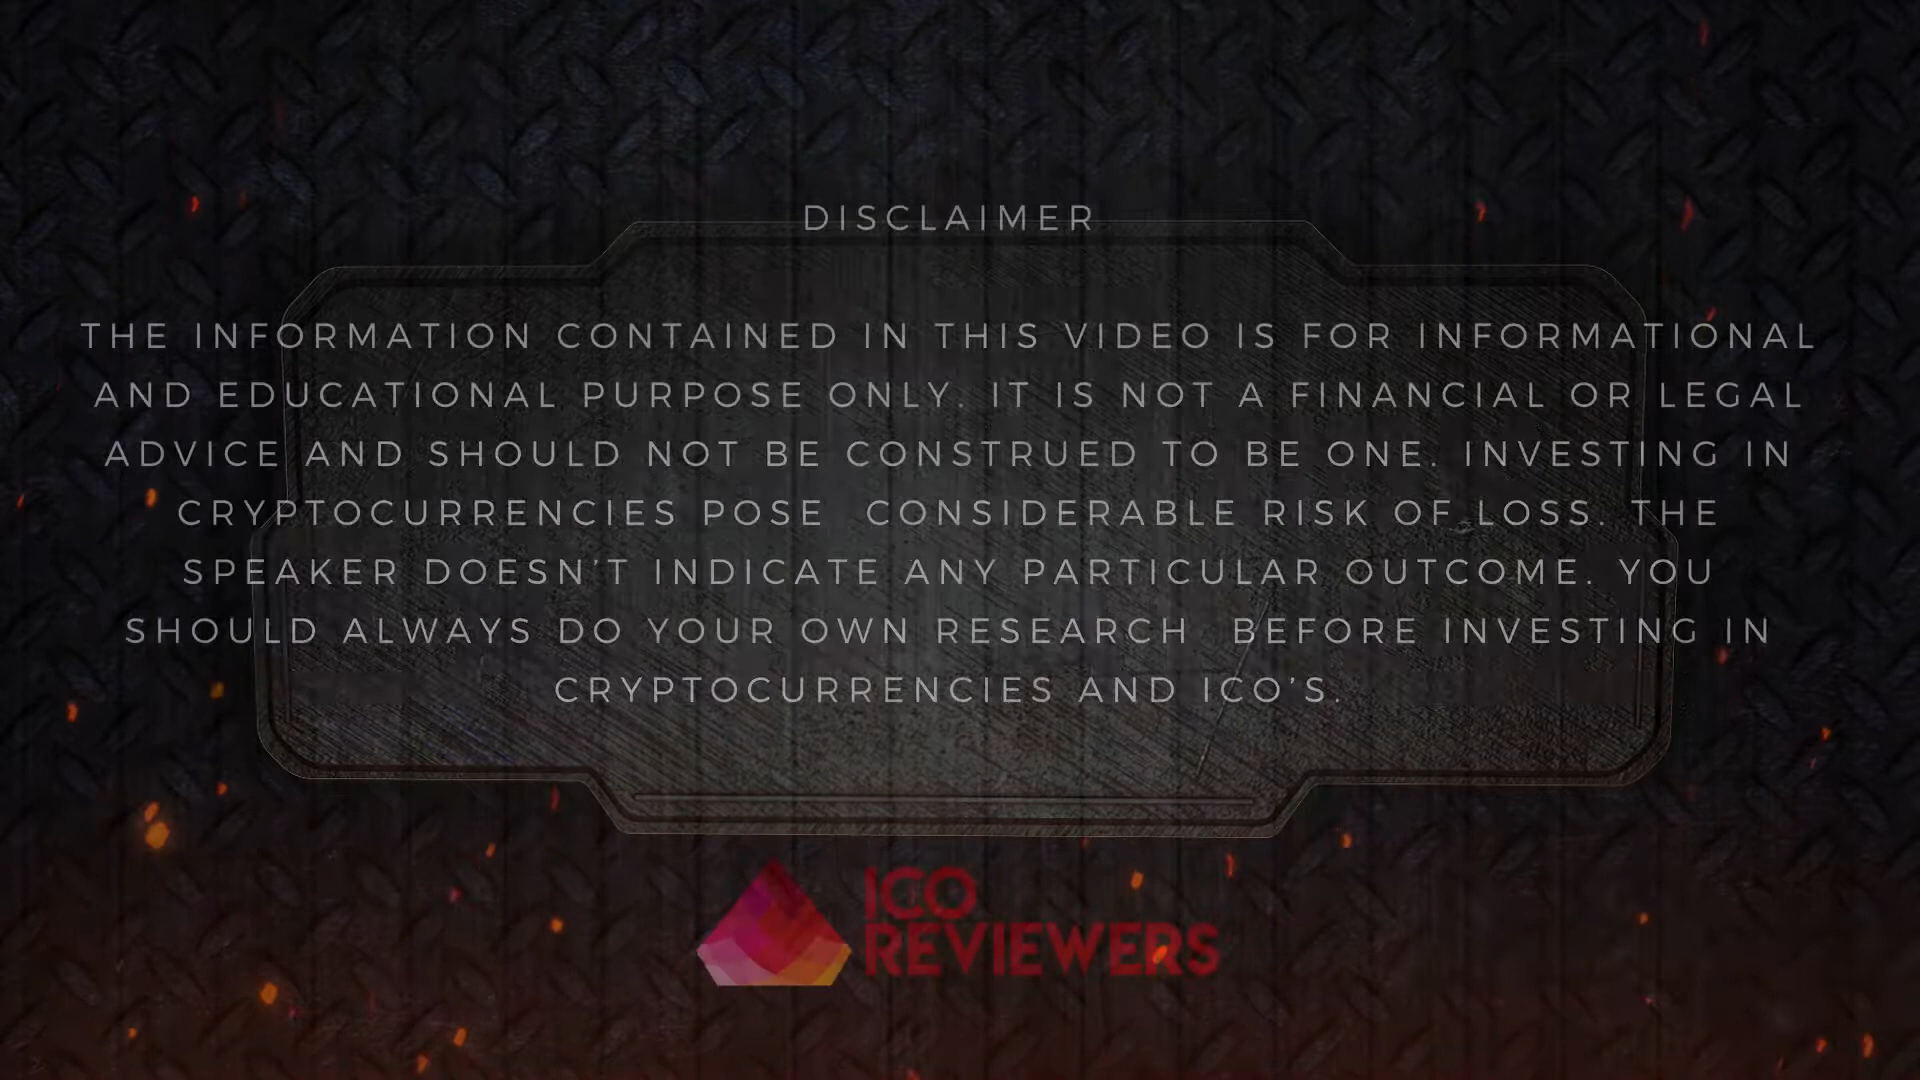 DISCLAIMER
THE INFORMATION CONTAINED IN THIS VIDEO IS FOR INFORMATIONAL
AND EDUCATIONAL PURPOSE ONLY. IT IS NOT A FINANCIAL OR LEGAL
ADVICE AND SHOULD NOT BE CONSTRUED TO BE ONE. INVESTING IN
CRYPTOCURRENCIES POSE  CONSIDERABLE RISK OF LOSS. THE
SPEAKER DOESN'T INDICATE ANY PARTICULAR OUTCOME. YOU
SHOULD ALWAYS DO YOUR OWN RESEARCH  BEFORE INVESTING IN
CRYPTOCURRENCIES AND ICO'S.
ICO
REVIEWERS